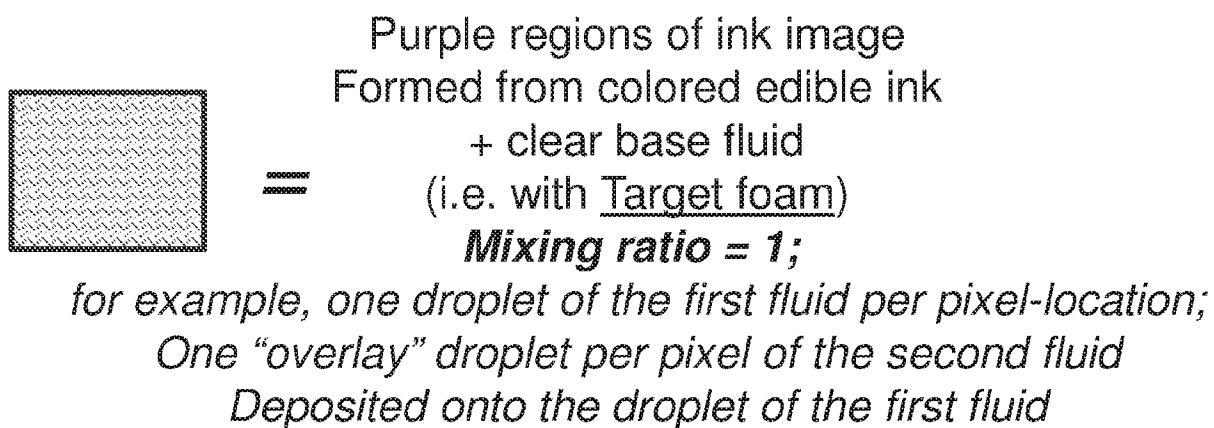 Purple regions of ink image
Formed from colored edible ink
+ clear base fluid
=
(i.e. with Target foam)
Mixing ratio = 1;
for example, one droplet of the first fluid per pixel-location;
One “overlay” droplet per pixel of the second fluid
Deposited onto the droplet of the first fluid